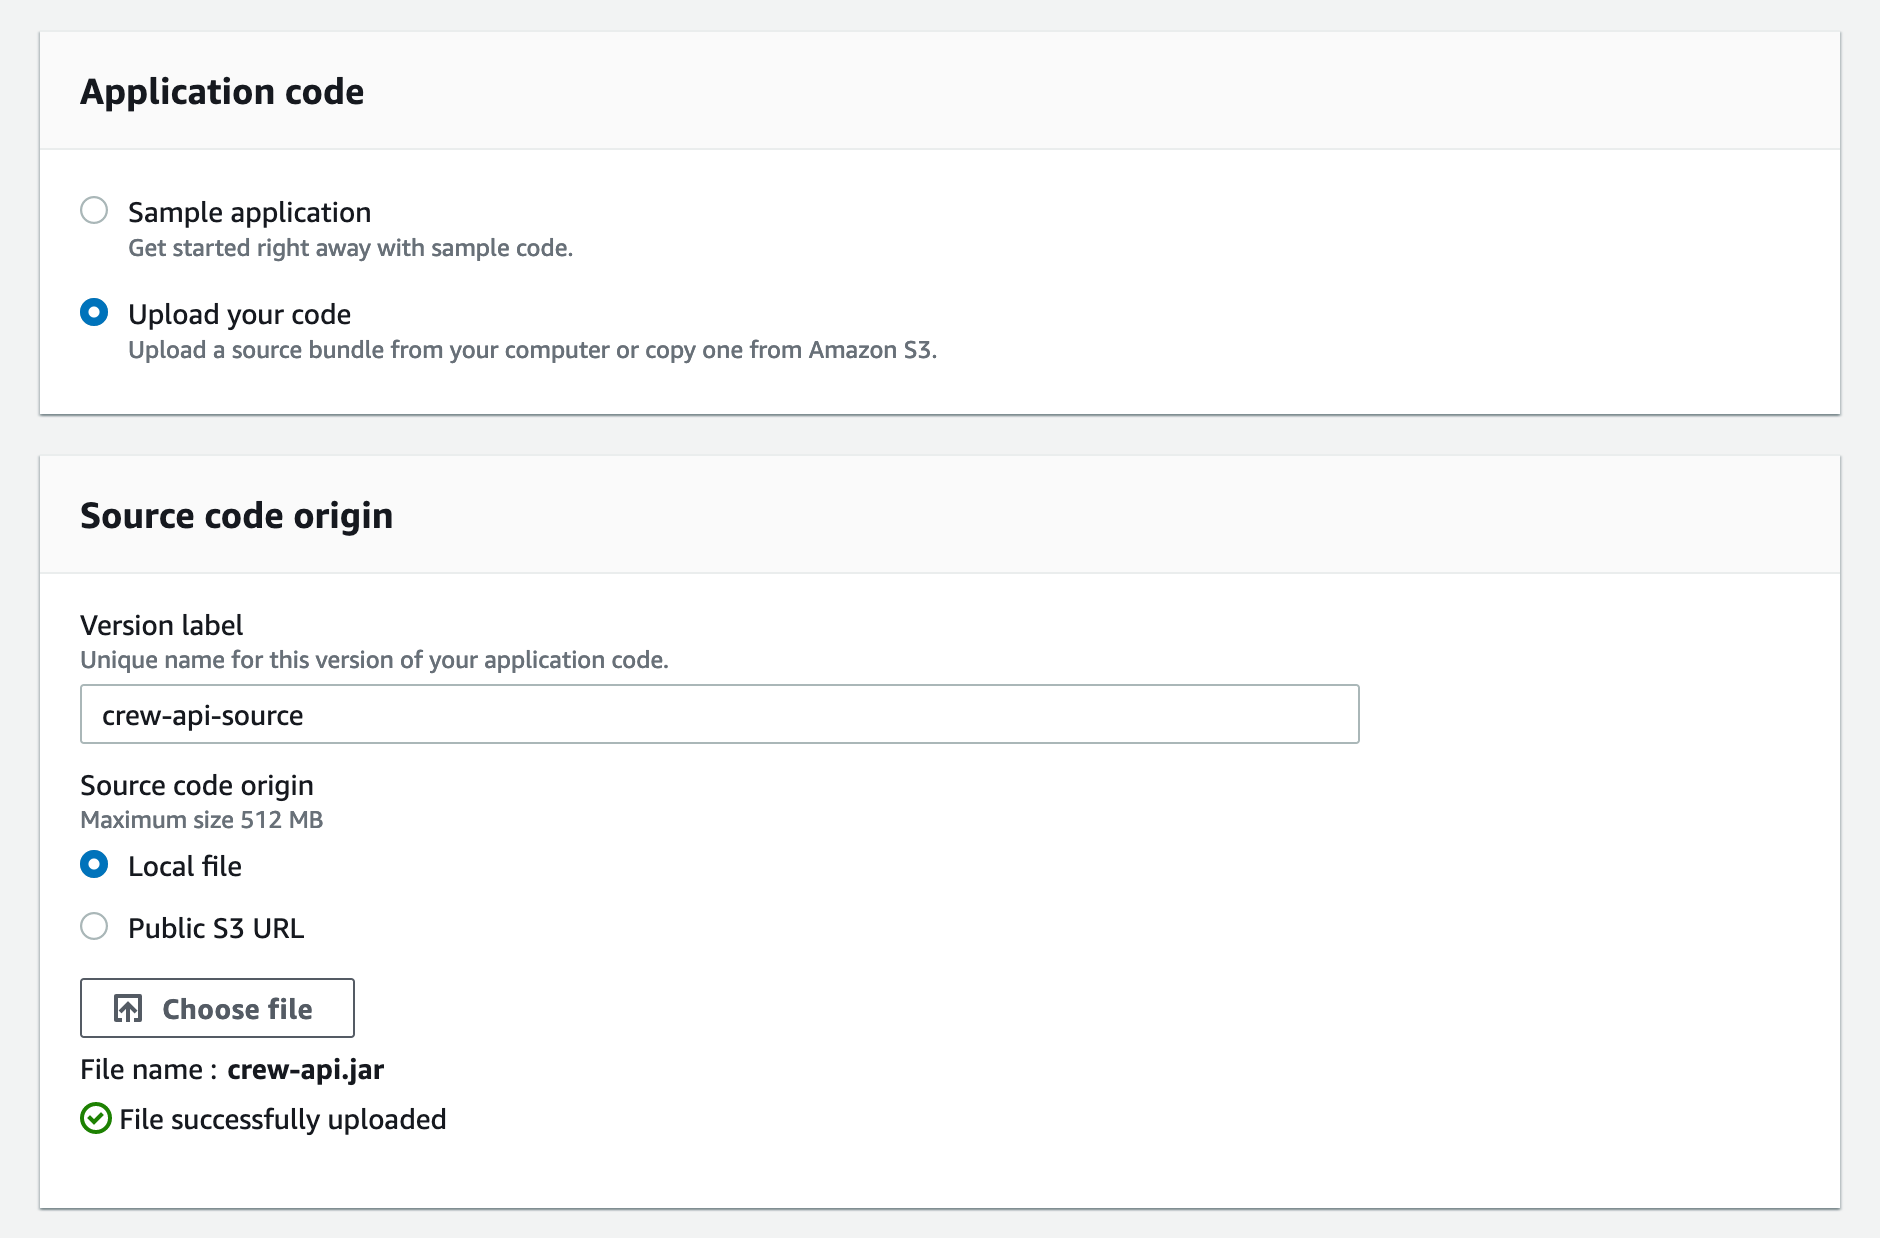 Application code
Sample application
Get started right away with sample code.
Upload your code
Upload a source bundle from your computer or copy one from Amazon S3.
Source code origin
Version label
Unique name for this version of your application code.
crew-api-source
Source code origin
Maximum size 512 MB
Local file
Public S3 URL
Choose file
File name : crew-api.jar
File successfully uploaded